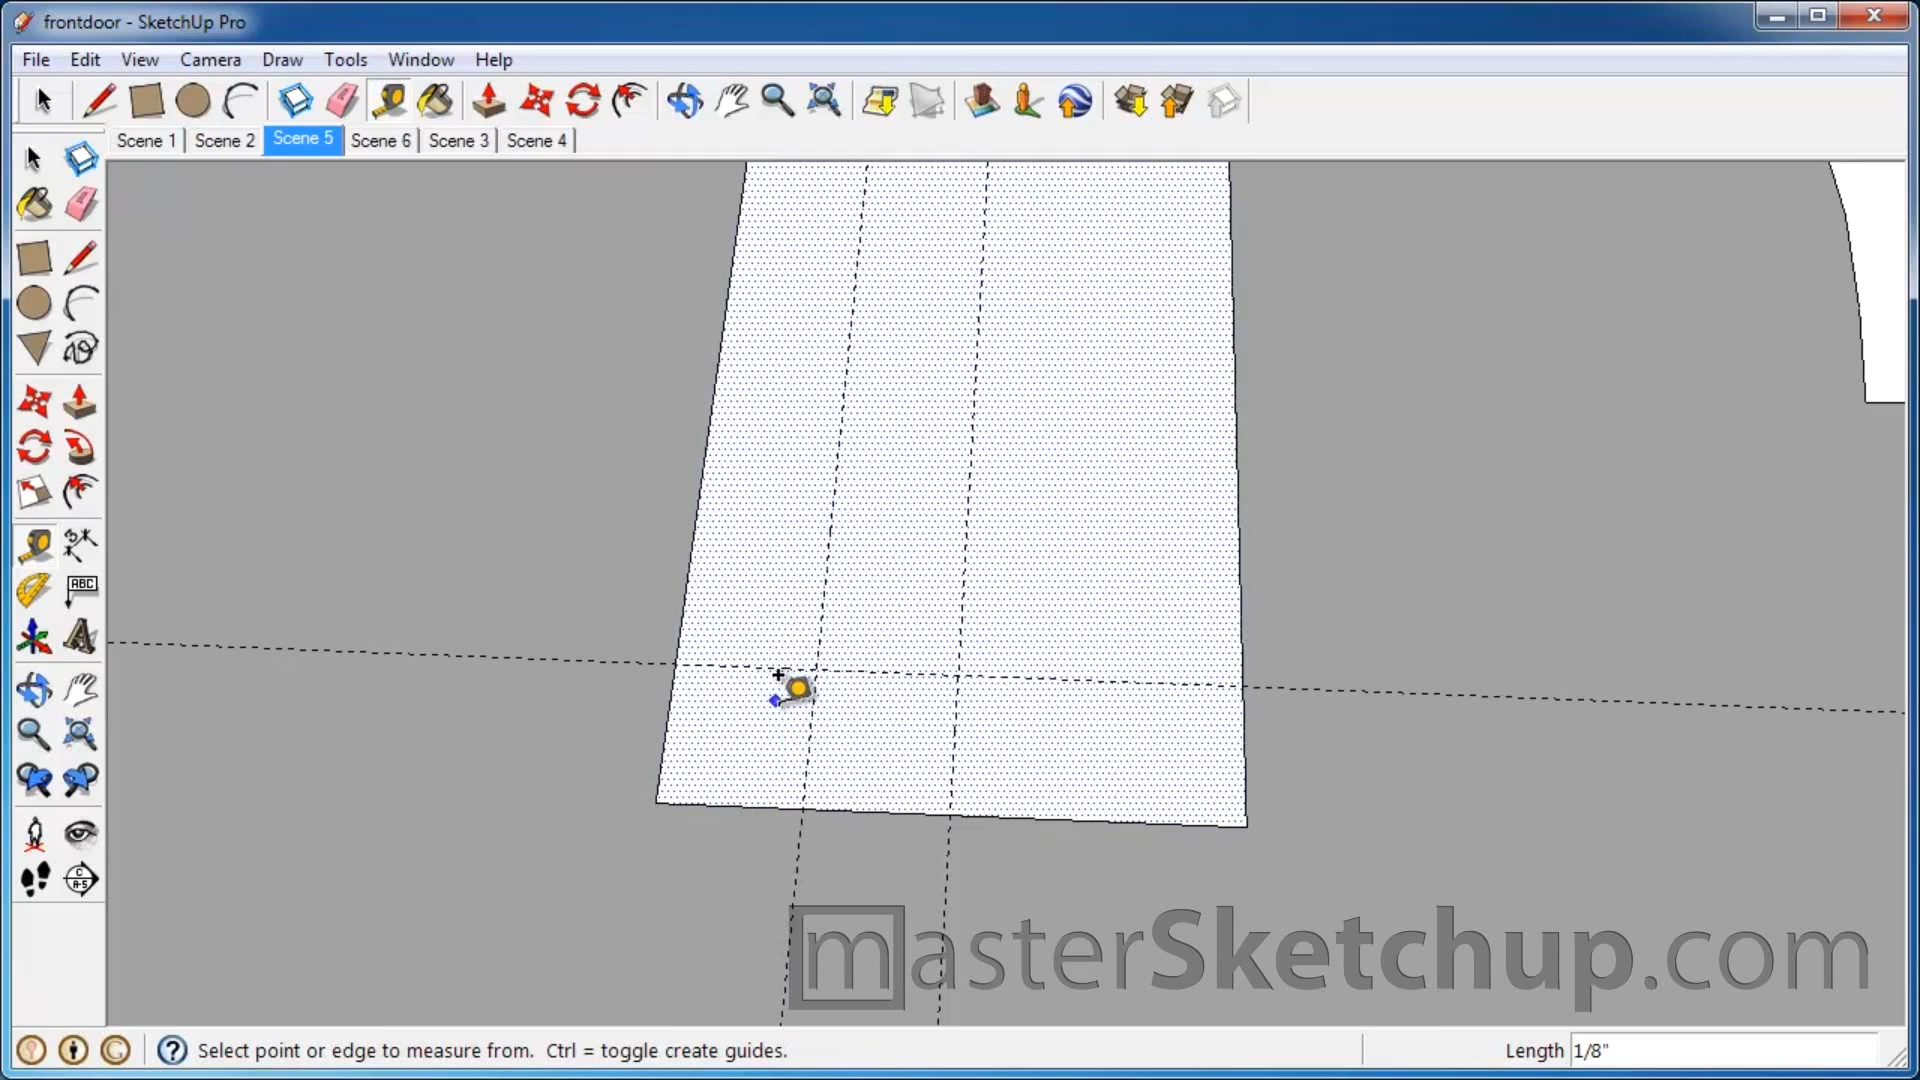 frontdoor - SketchUp Pro
File Edit View Camera Draw Tools Window Help
Scene 1 Scene 2 Scene 5 Scene 6 Scene 3 Scene 4
ABC
A
C
A-5
masterSketchup.com
Select point or edge to measure from. Ctrl = toggle create guides.
Length 1/8"